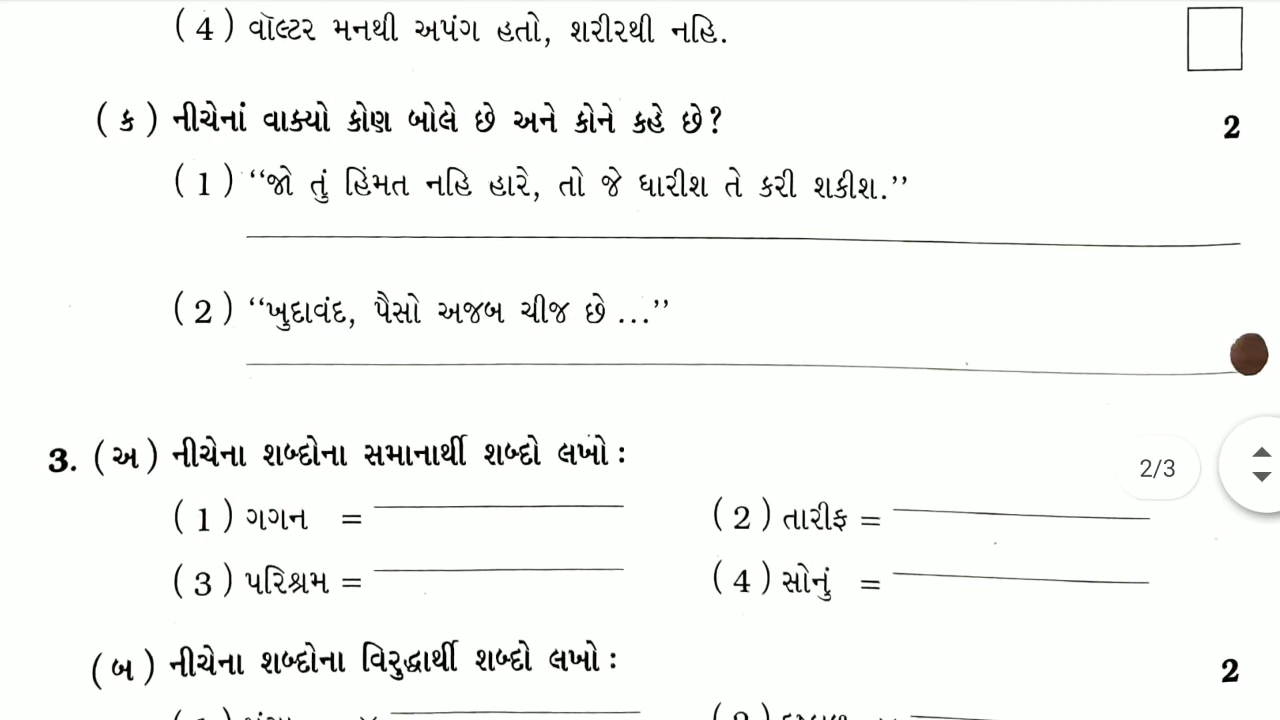 ( 4 ) વૉલ્ટર મનથી અપંગ હતો, શરીરથી નહિ.
( ક ) નીચેનાં વાક્યો કોણ બોલે છે અને કોને કહે છે? 2
( 1 ) “જો તું હિંમત નહિ હારે, તો જે ધારીશ તે કરી શકીશ.”
( 2 ) “ખુદાવંદ, પૈસો અજબ ચીજ છે ...”
3. ( અ ) નીચેના શબ્દોના સમાનાર્થી શબ્દો લખો :
2/3
( 1 ) ગગન = ( 2 ) તારીફ =
( 3 ) પરિશ્રમ = ( 4 ) સોનું =
( બ ) નીચેના શબ્દોના વિરુદ્ધાર્થી શબ્દો લખો : 2